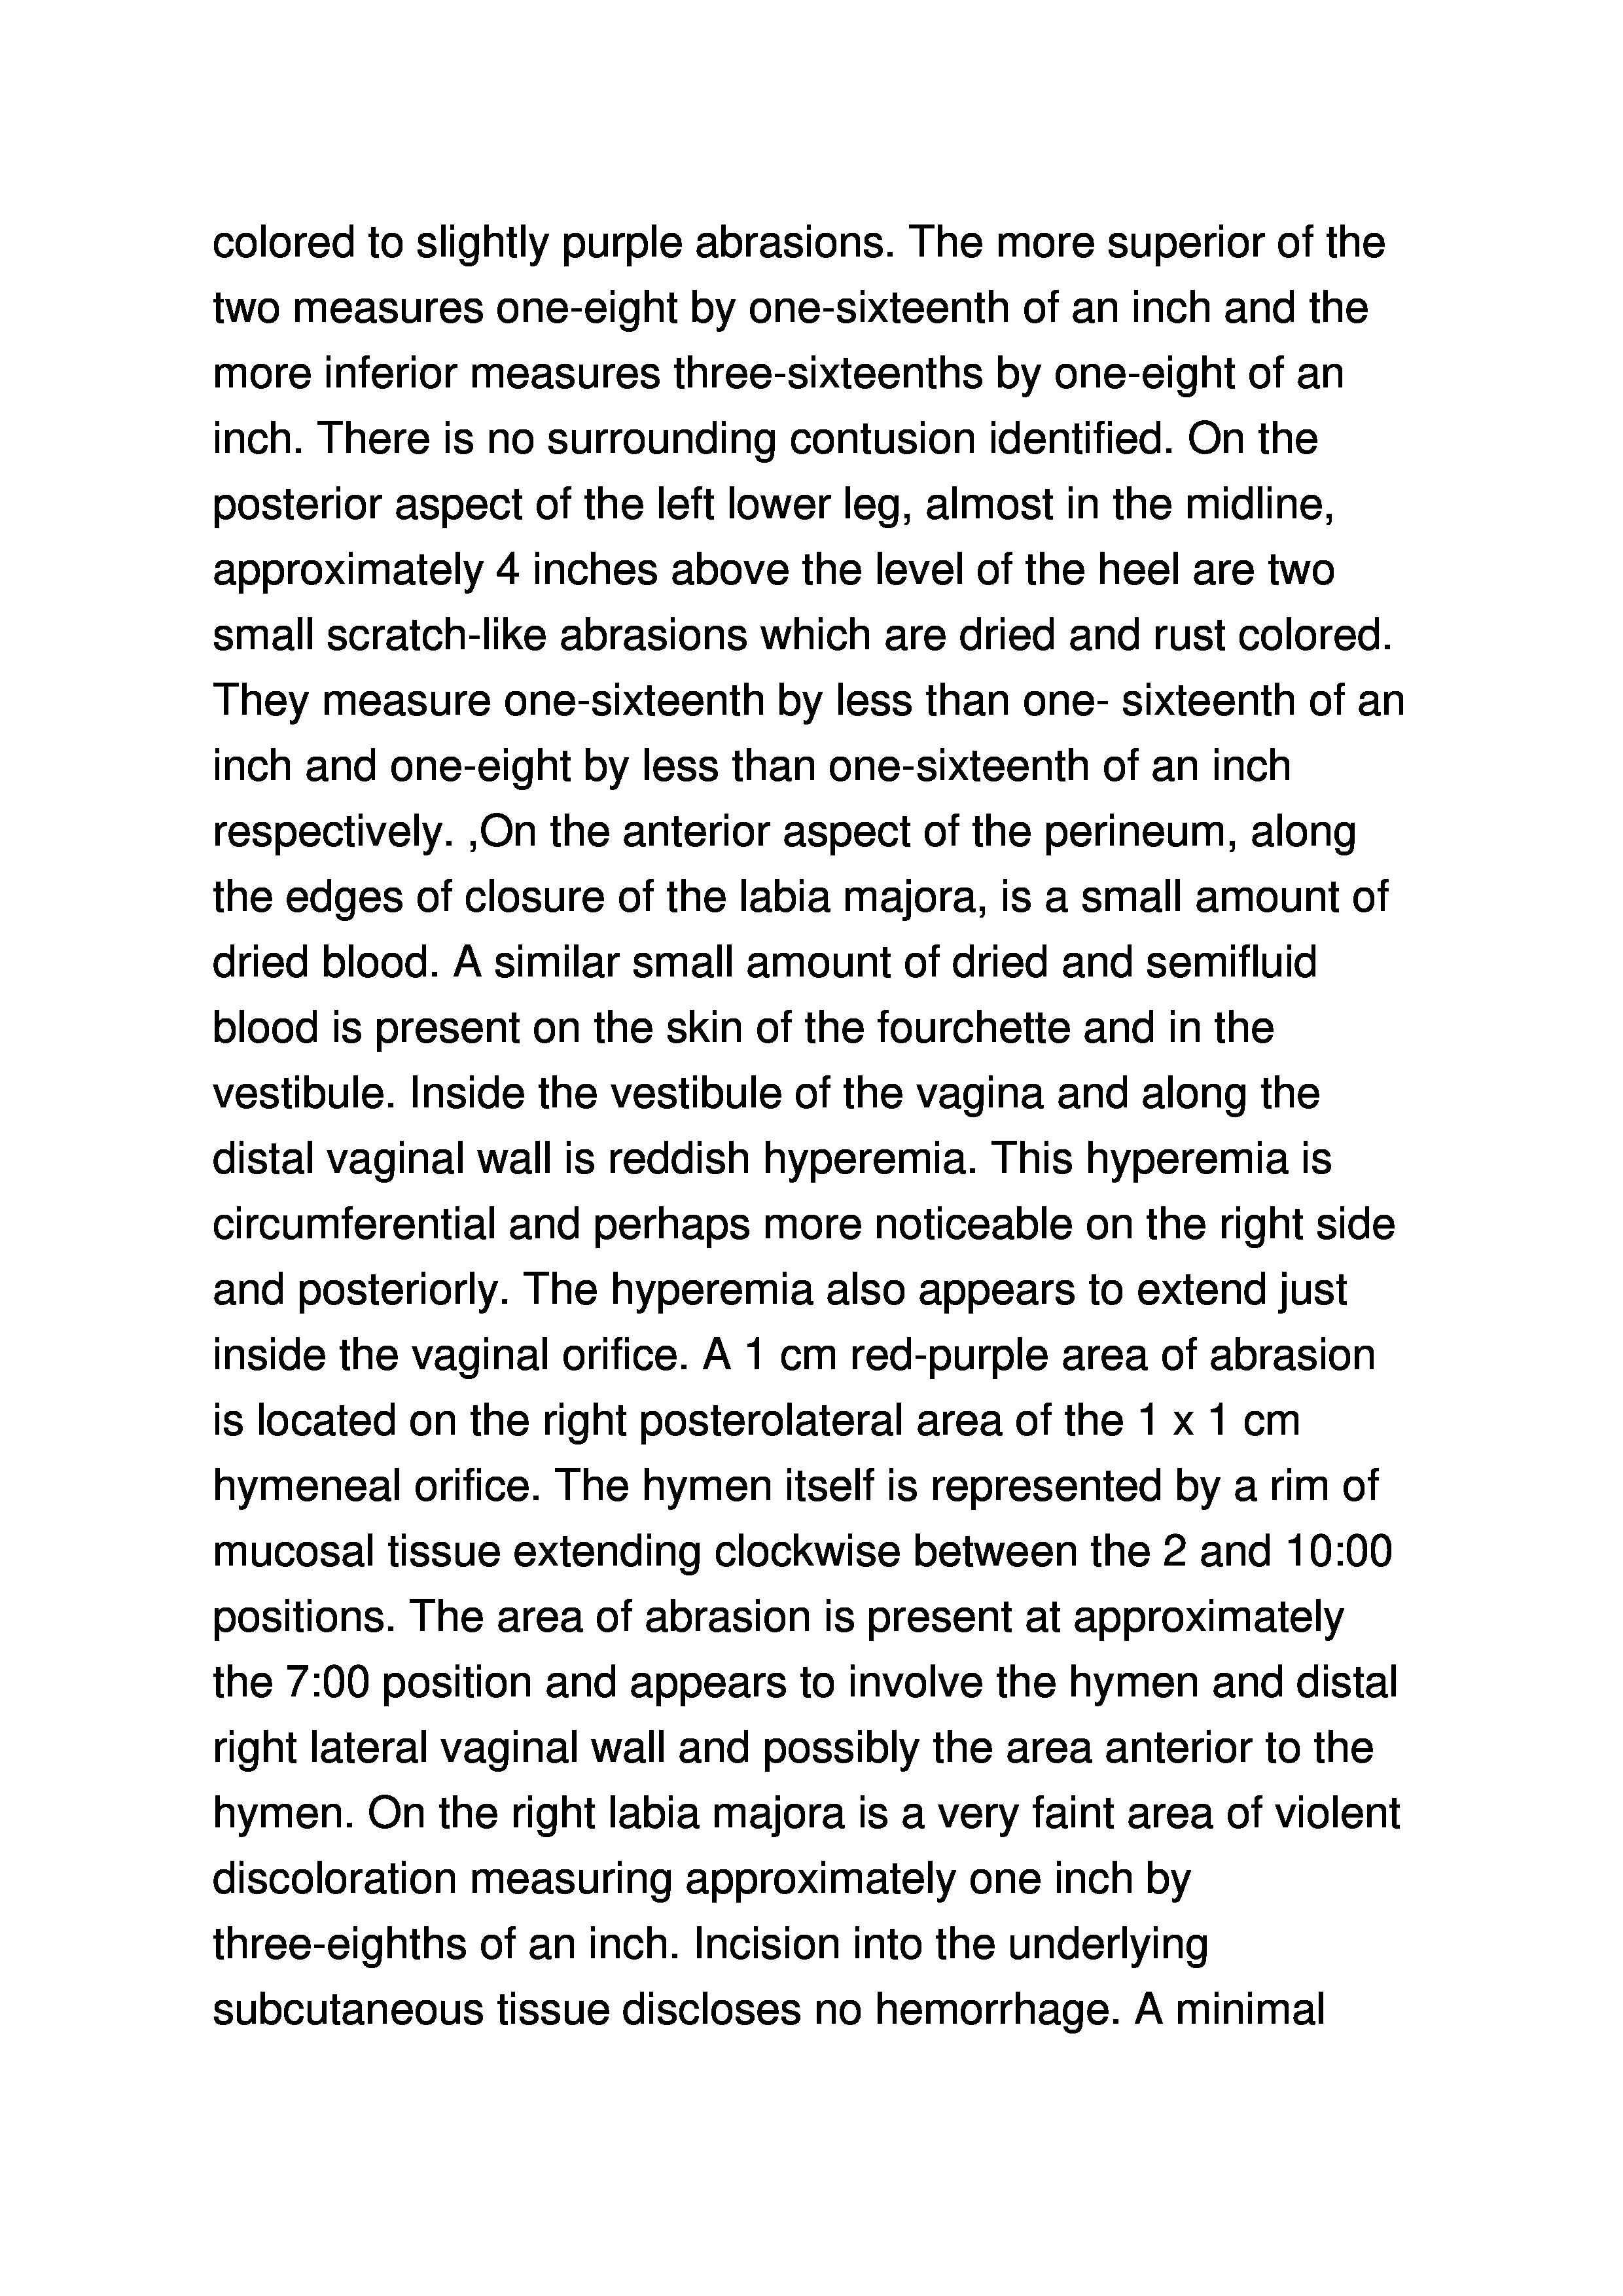 colored to slightly purple abrasions. The more superior of the
two measures one-eight by one-sixteenth of an inch and the
more inferior measures three-sixteenths by one-eight of an
inch. There is no surrounding contusion identified. On the
posterior aspect of the left lower leg, almost in the midline,
approximately 4 inches above the level of the heel are two
small scratch-like abrasions which are dried and rust colored.
They measure one-sixteenth by less than one- sixteenth of an
inch and one-eight by less than one-sixteenth of an inch
respectively. ,On the anterior aspect of the perineum, along
the edges of closure of the labia majora, is a small amount of
dried blood. A similar small amount of dried and semifluid
blood is present on the skin of the fourchette and in the
vestibule. Inside the vestibule of the vagina and along the
distal vaginal wall is reddish hyperemia. This hyperemia is
circumferential and perhaps more noticeable on the right side
and posteriorly. The hyperemia also appears to extend just
inside the vaginal orifice. A 1 cm red-purple area of abrasion
is located on the right posterolateral area of the 1 x 1 cm
hymeneal orifice. The hymen itself is represented by a rim of
mucosal tissue extending clockwise between the 2 and 10:00
positions. The area of abrasion is present at approximately
the 7:00 position and appears to involve the hymen and distal
right lateral vaginal wall and possibly the area anterior to the
hymen. On the right labia majora is a very faint area of violent
discoloration measuring approximately one inch by
three-eighths of an inch. Incision into the underlying
subcutaneous tissue discloses no hemorrhage. A minimal